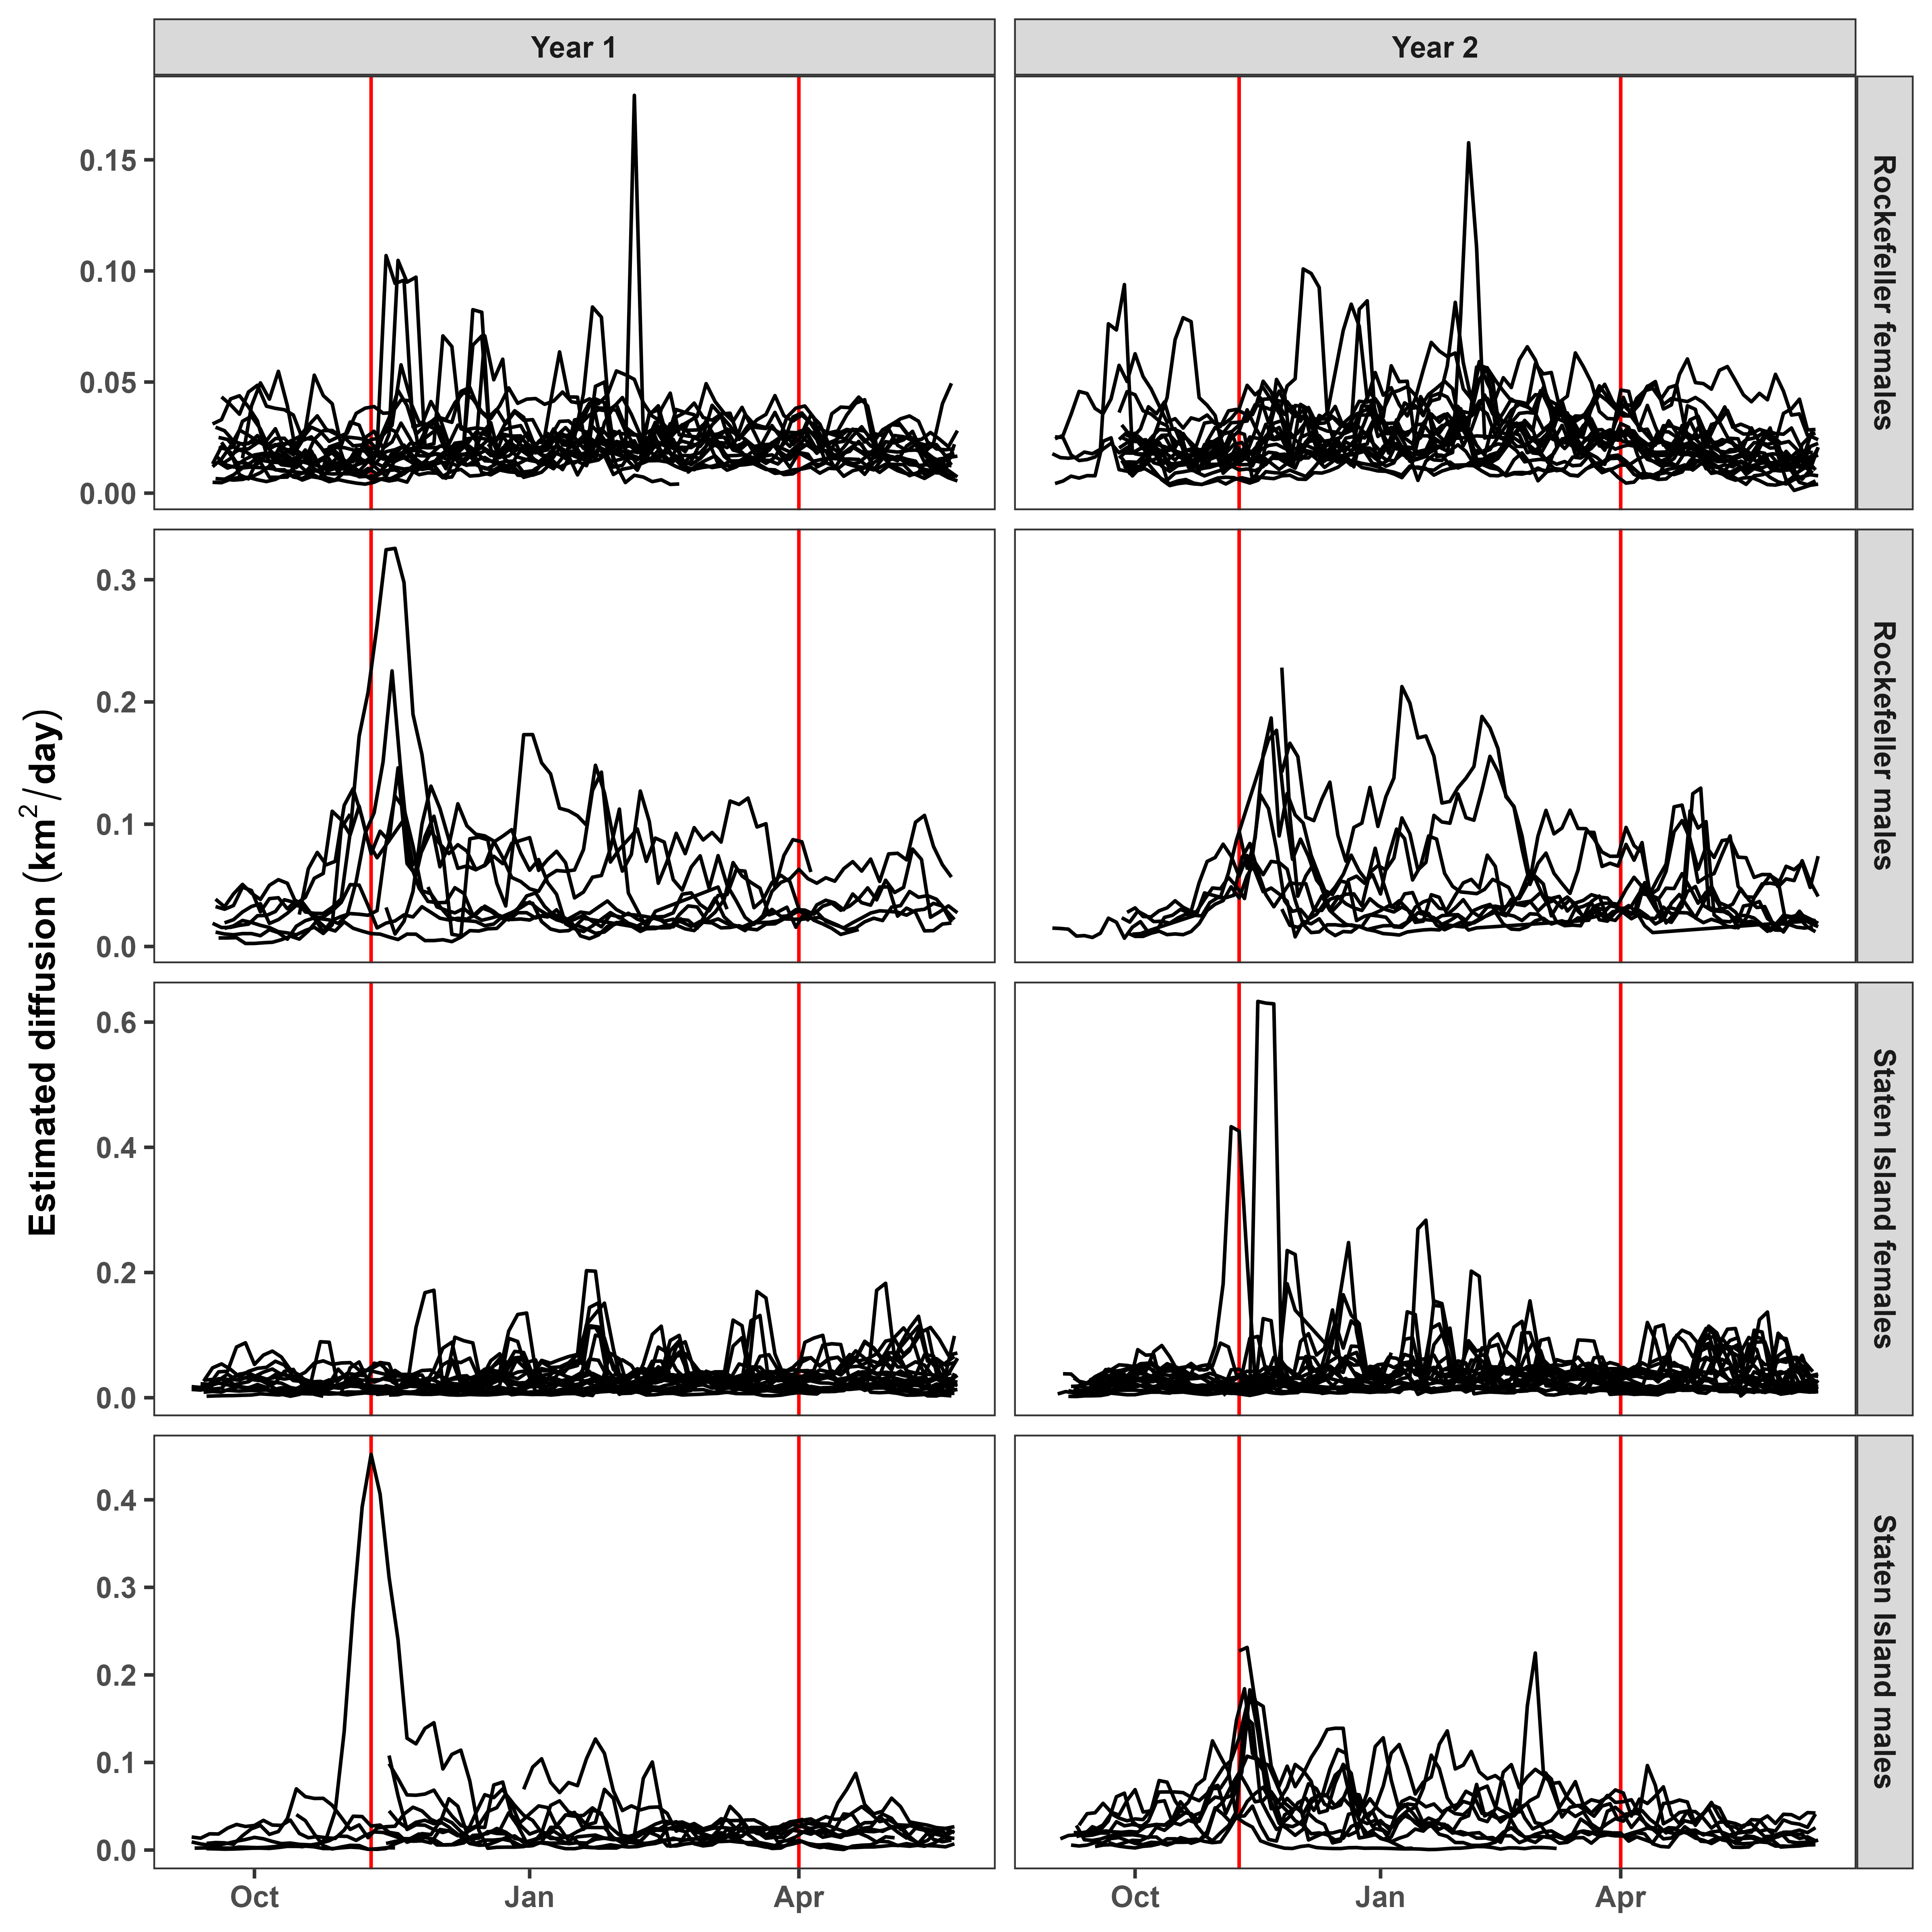 Year 1
Year 2
Estimated diffusion (km²/day)
0.15
0.10
0.05
0.00
Rockefeller females
0.3
0.2
0.1
0.0
Rockefeller males
0.6
0.4
0.2
0.0
Staten Island females
0.4
0.3
0.2
0.1
0.0
Staten Island males
Oct
Jan
Apr
Oct
Jan
Apr